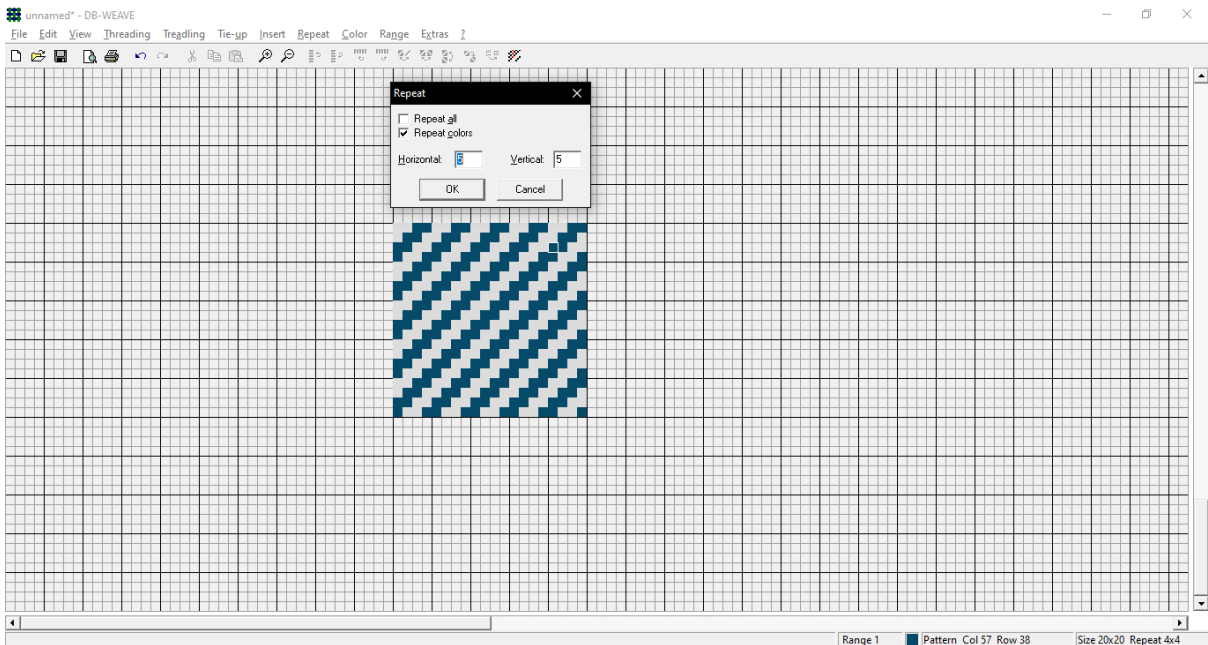 unnamed* - DB-WEAVE
File Edit View Threading Treadling Tie-up Insert Repeat Color Range Extras ?
Repeat
Repeat all
Repeat colors
Horizontal: 5 Vertical: 5
OK Cancel
Range 1 Pattern Col 57 Row 38 Size 20x20 Repeat 4x4